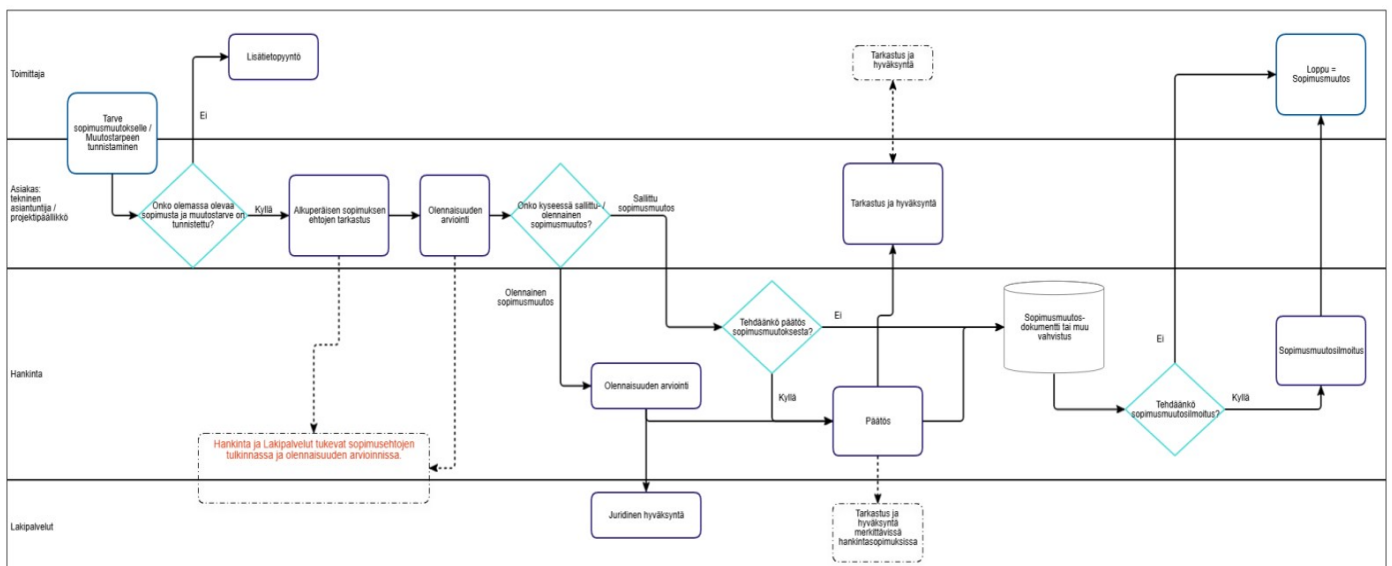 Toimittaja
Lisätietopyyntö
Tarkastus ja
hyväksyntä
Loppu =
Sopimusmuutos
Tarve
sopimusmuutokselle /
Muutostarpeen
tunnistaminen
Ei
Asiakas:
tekninen
asiantuntija /
projektipäällikkö
Onko olemassa olevaa
sopimusta ja muutostarve on
tunnistettu?
Kyllä
Alkuperäisen sopimuksen
ehtojen tarkastus
Olennaisuuden
arviointi
Onko kyseessä sallittu- /
olennainen
sopimusmuutos?
Sallittu
sopimusmuutos
Tarkastus ja hyväksyntä
Olennainen
sopimusmuutos
Hankinta
Tehdäänkö päätös
sopimusmuutoksesta?
Ei
Kyllä
Sopimusmuutos-
dokumentti tai muu
vahvistus
Ei
Sopimusmuutosilmoitus
Olennaisuuden arviointi
Päätös
Tehdäänkö
sopimusmuutosilmoitus?
Kyllä
Hankinta ja Lakipalvelut tukevat sopimusehtojen
tulkinnassa ja olennaisuuden arvioinnissa.
Lakipalvelut
Juridinen hyväksyntä
Tarkastus ja
hyväksyntä
merkittävissä
hankintasopimuksissa